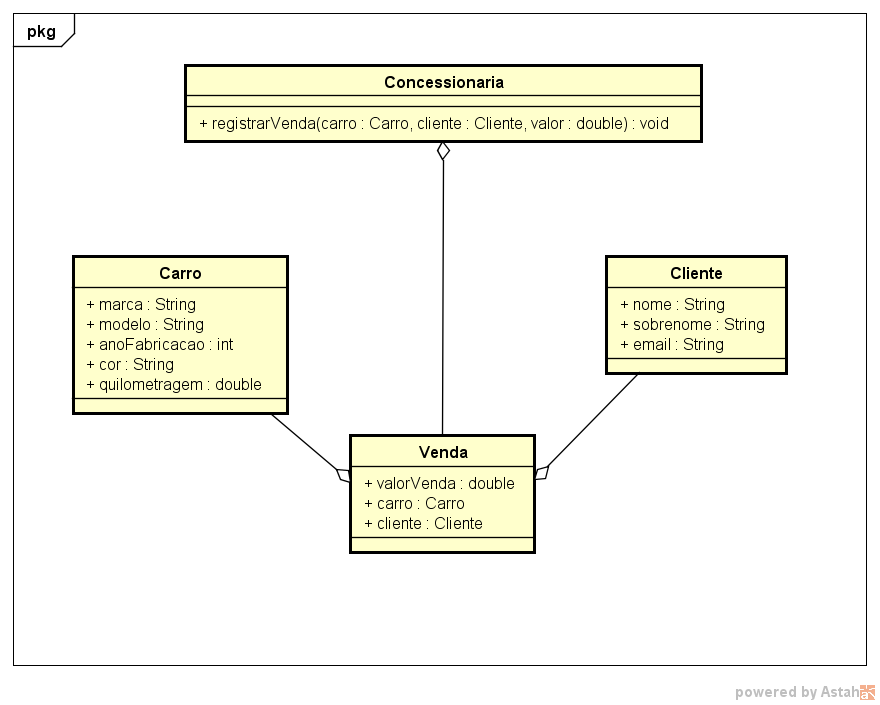 pkg
Concessionaria
+ registrarVenda(carro : Carro, cliente : Cliente, valor : double) : void
Carro
+ marca : String
+ modelo : String
+ anoFabricacao : int
+ cor : String
+ quilometragem : double
Cliente
+ nome : String
+ sobrenome : String
+ email : String
Venda
+ valorVenda : double
+ carro : Carro
+ cliente : Cliente
powered by Astah